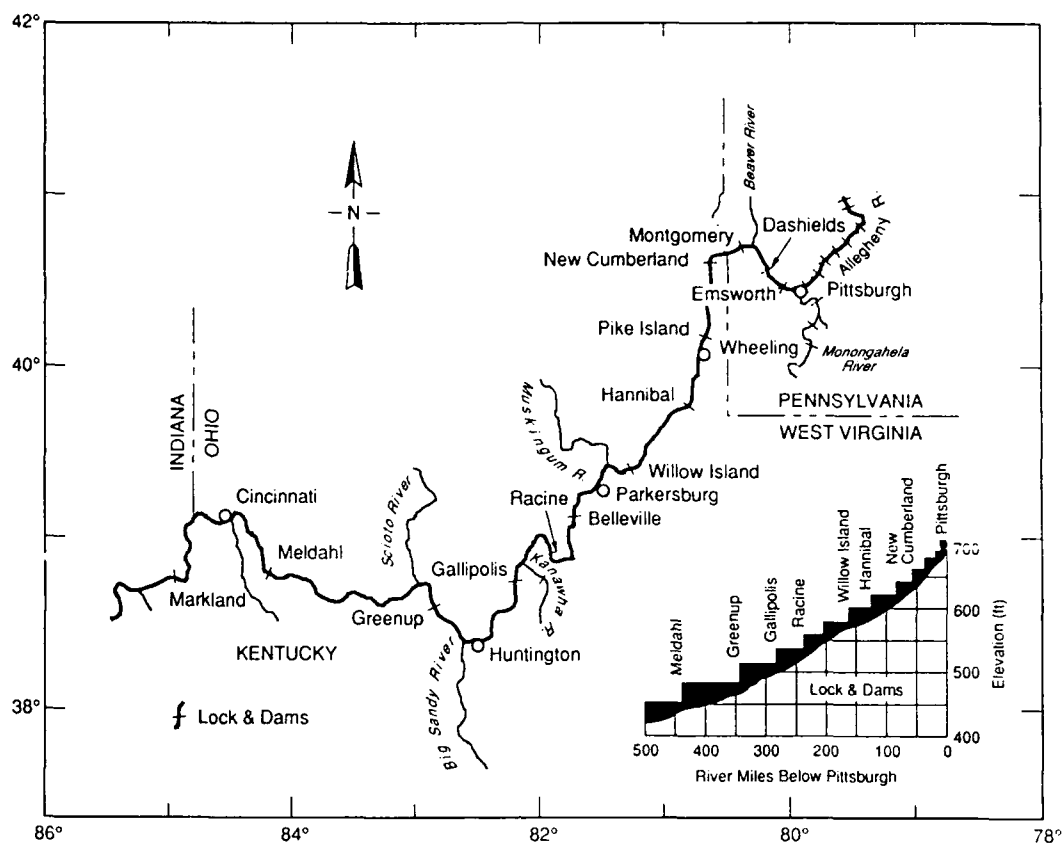 42°
40°
38°
86°
84°
82°
80°
78°
N
Beaver River
Dashields
Montgomery
New Cumberland
Allegheny R.
Emsworth
Pittsburgh
Pike Island
Wheeling
Monongahela
River
Hannibal
PENNSYLVANIA
WEST VIRGINIA
Muskingum R.
Willow Island
Parkersburg
Racine
Belleville
INDIANA
OHIO
Cincinnati
Scioto River
Meldahl
Gallipolis
Kanawha R.
Markland
Greenup
KENTUCKY
Huntington
Big Sandy River
Lock & Dams
Meldahl
Greenup
Gallipolis
Racine
Willow Island
Hannibal
New
Cumberland
Pittsburgh
700
600
500
400
Elevation (ft)
Lock & Dams
500
400
300
200
100
0
River Miles Below Pittsburgh